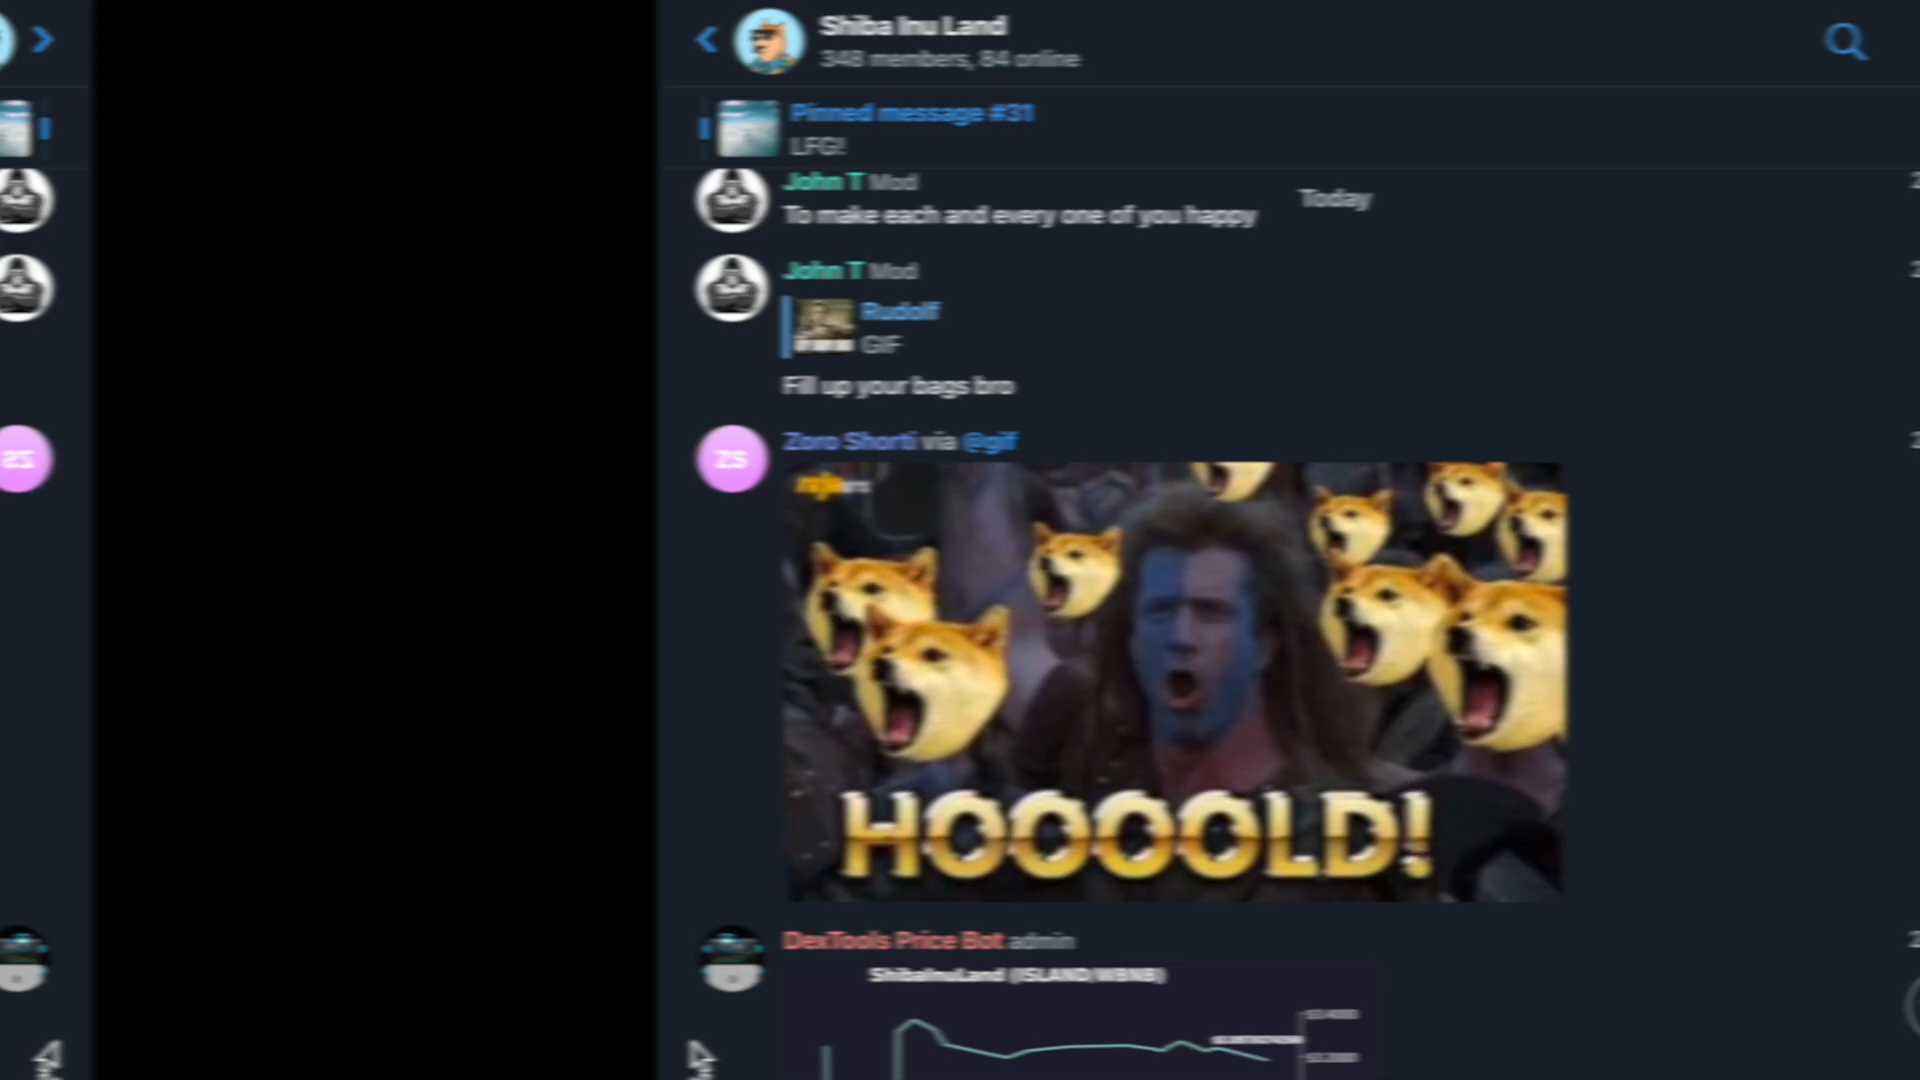 Shiba Inu Land
348 members, 84 online
Pinned message #31
LFG!
John T Mod
Today
To make each and every one of you happy
John T Mod
Rudolf
GIF
Fill up your bags bro
ZS
Zoro Shorti via @gif
HOOOOLD!
DexTools Price Bot admin
ShibaInuLand (ISLAND/WBNB)